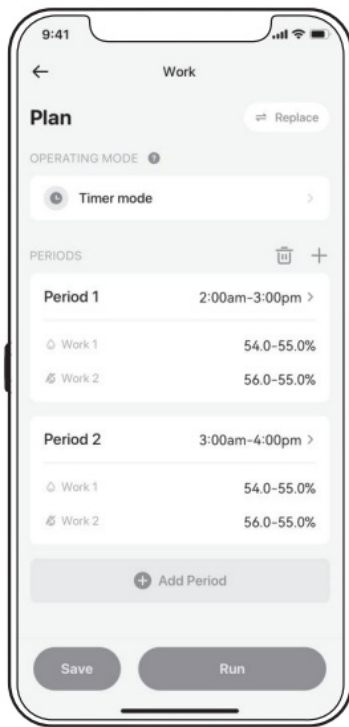 9:41
Work
Plan
Replace
OPERATING MODE ?
Timer mode
PERIODS
Period 1 2:00am-3:00pm >
Work 1 54.0-55.0%
Work 2 56.0-55.0%
Period 2 3:00am-4:00pm >
Work 1 54.0-55.0%
Work 2 56.0-55.0%
Add Period
Save Run